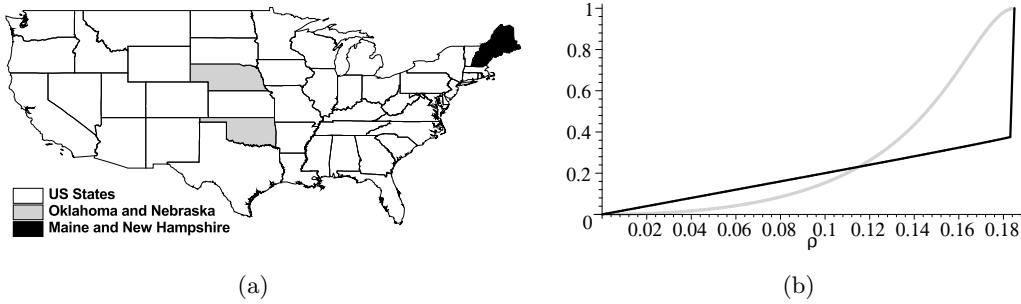 US States
Oklahoma and Nebraska
Maine and New Hampshire
(a)
1
0.8
0.6
0.4
0.2
0
0.02 0.04 0.06 0.08 0.1 0.12 0.14 0.16 0.18
ρ
(b)